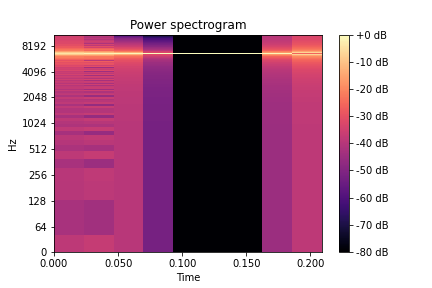 Power spectrogram
8192
4096
2048
1024
512
256
128
64
0
Hz
0.000
0.050
0.100
0.150
0.200
Time
+0 dB
-10 dB
-20 dB
-30 dB
-40 dB
-50 dB
-60 dB
-70 dB
-80 dB